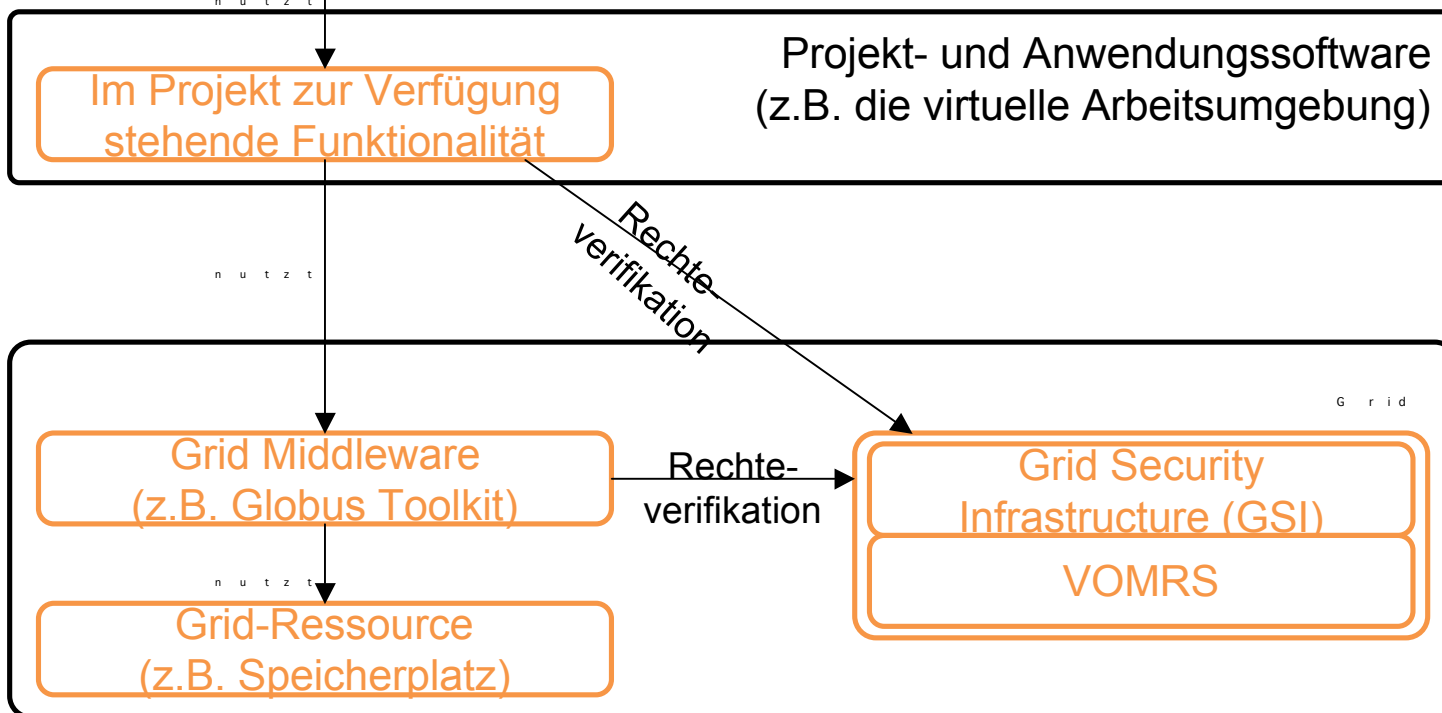 nutzt
Projekt- und Anwendungssoftware
(z.B. die virtuelle Arbeitsumgebung)
Im Projekt zur Verfügung
stehende Funktionalität
Rechte-
verifikation
nutzt
Grid
Grid Middleware
(z.B. Globus Toolkit)
Rechte-
verifikation
Grid Security
Infrastructure (GSI)
VOMRS
nutzt
Grid-Ressource
(z.B. Speicherplatz)